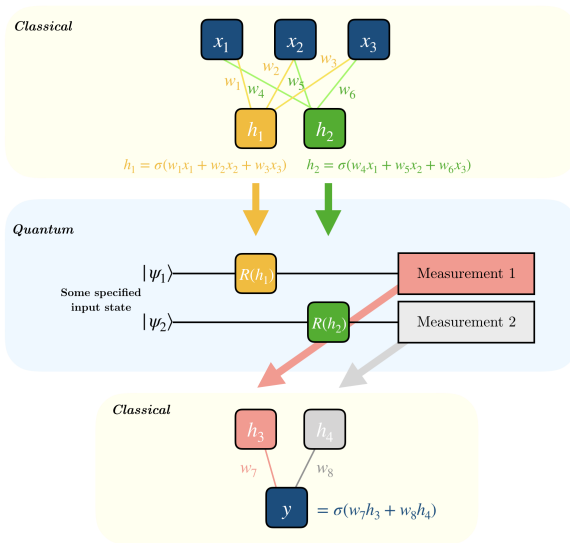 Classical
x₁ x₂ x₃
w₁ w₂ w₃
w₄ w₅ w₆
h₁ h₂
h₁ = σ(w₁x₁ + w₂x₂ + w₃x₃) h₂ = σ(w₄x₁ + w₅x₂ + w₆x₃)
Quantum
|ψ₁⟩ R(h₁) Measurement 1
Some specified
input state
|ψ₂⟩ R(h₂) Measurement 2
Classical
h₃ h₄
w₇ w₈
y = σ(w₇h₃ + w₈h₄)